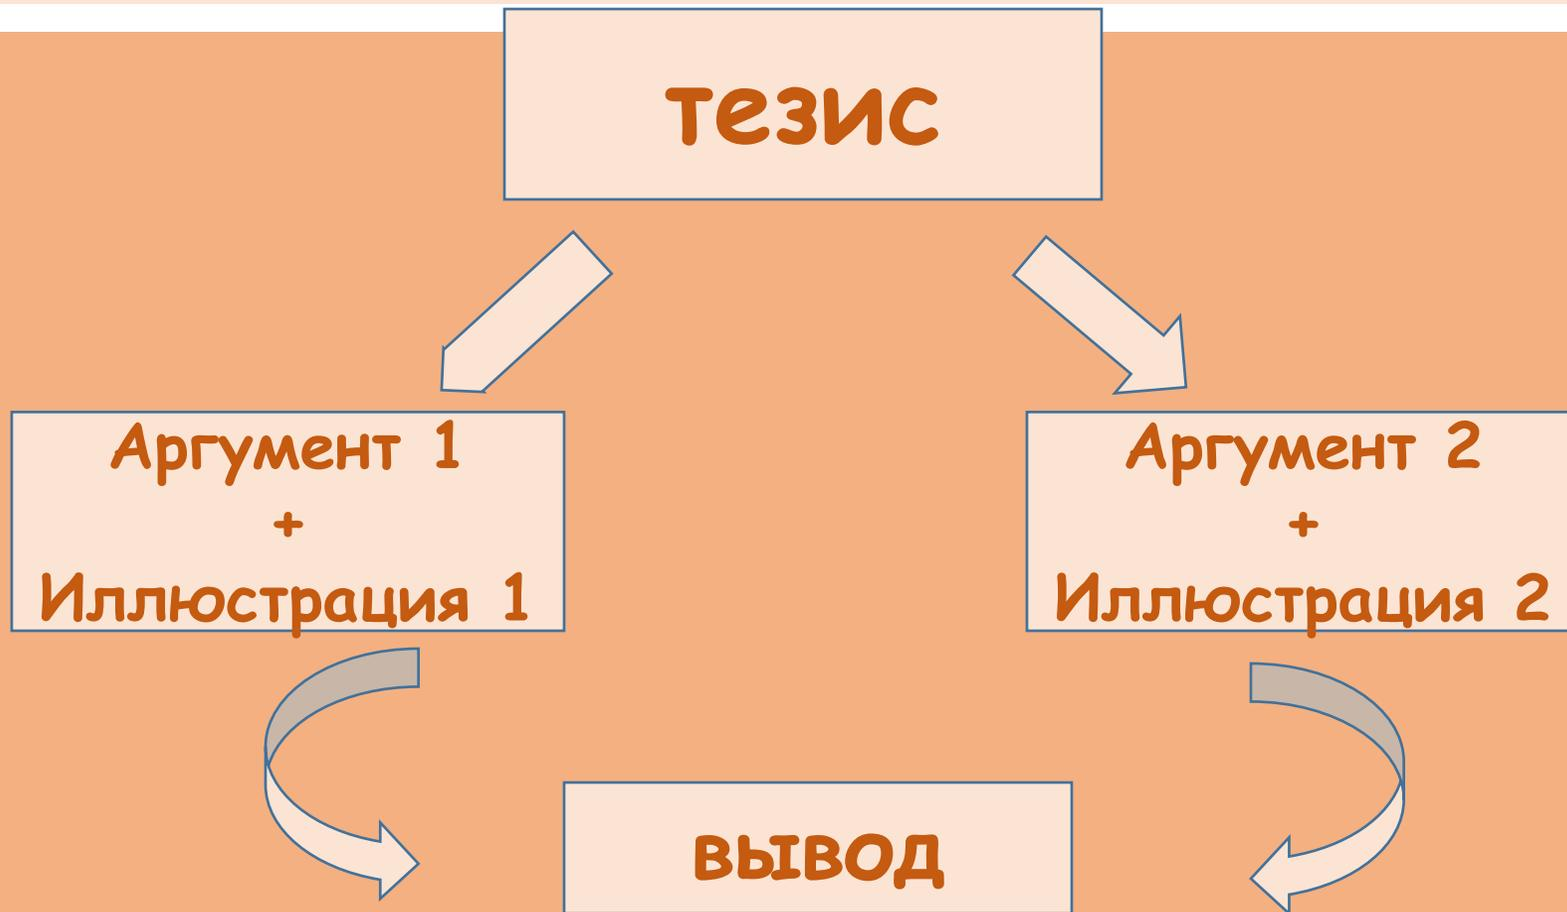 тезис
Аргумент 1
+
Иллюстрация 1
Аргумент 2
+
Иллюстрация 2
вывод